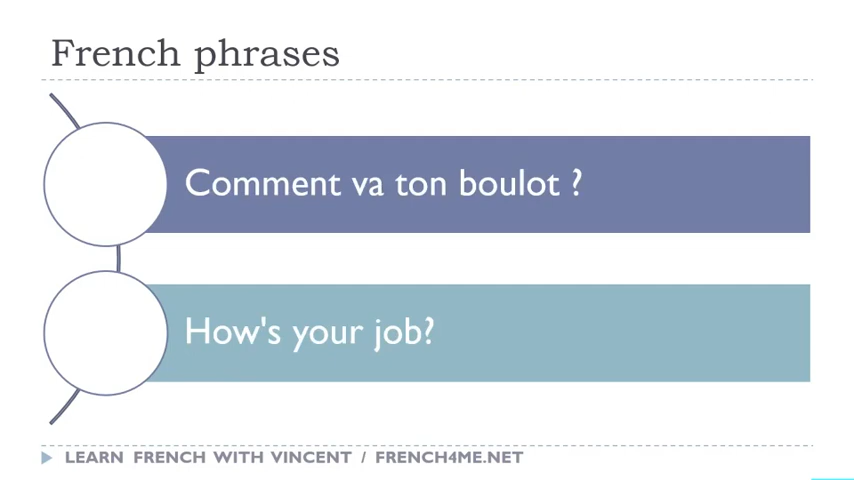 French phrases
Comment va ton boulot ?
How's your job?
LEARN FRENCH WITH VINCENT / FRENCH4ME.NET